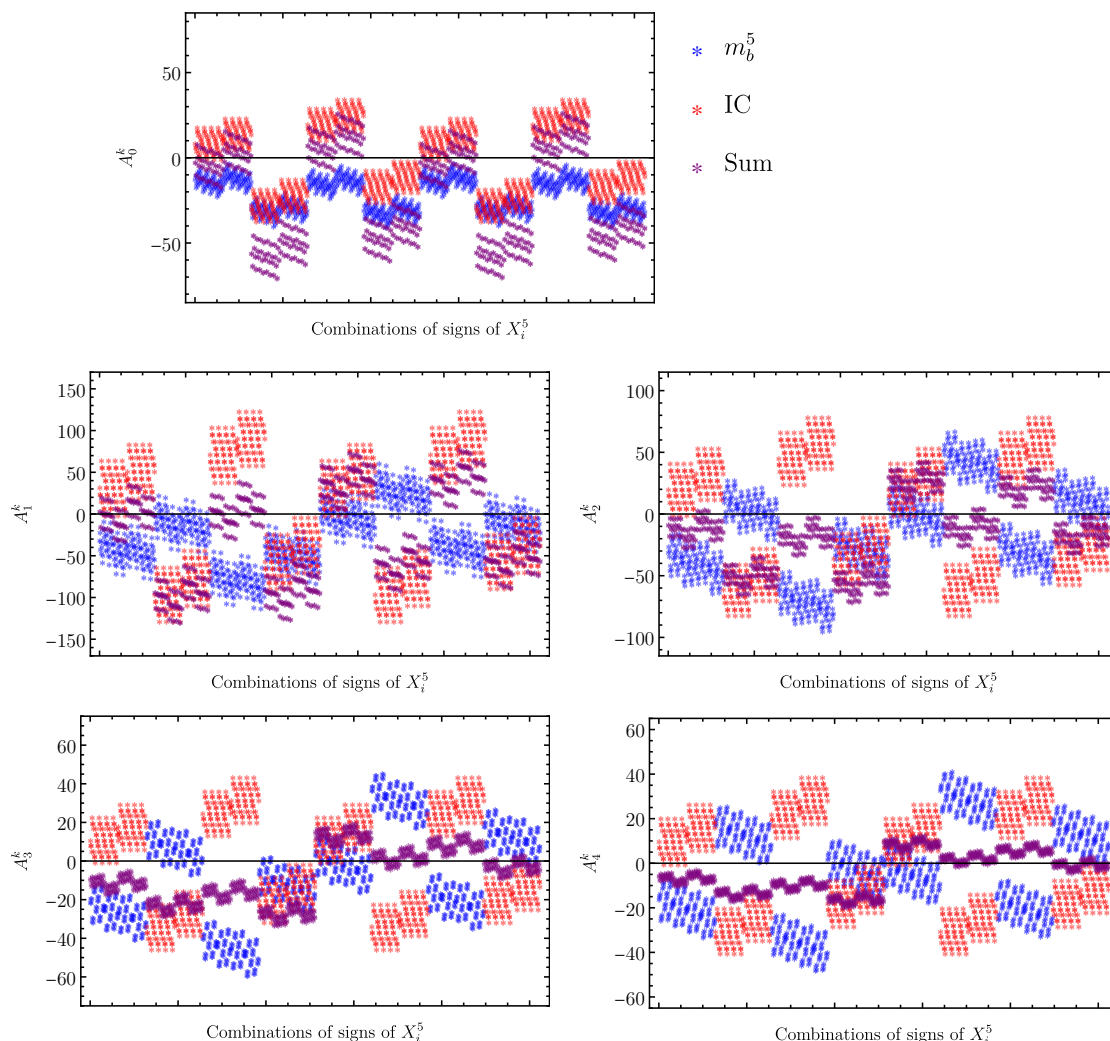 50
0
−50
A_0^k
Combinations of signs of X_i^5
* m_b^5
* IC
* Sum
150
100
50
0
−50
−100
−150
A_1^k
Combinations of signs of X_i^5
100
50
0
−50
−100
A_2^k
Combinations of signs of X_i^5
60
40
20
0
−20
−40
−60
A_3^k
Combinations of signs of X_i^5
60
40
20
0
−20
−40
−60
A_4^k
Combinations of signs of X_i^5